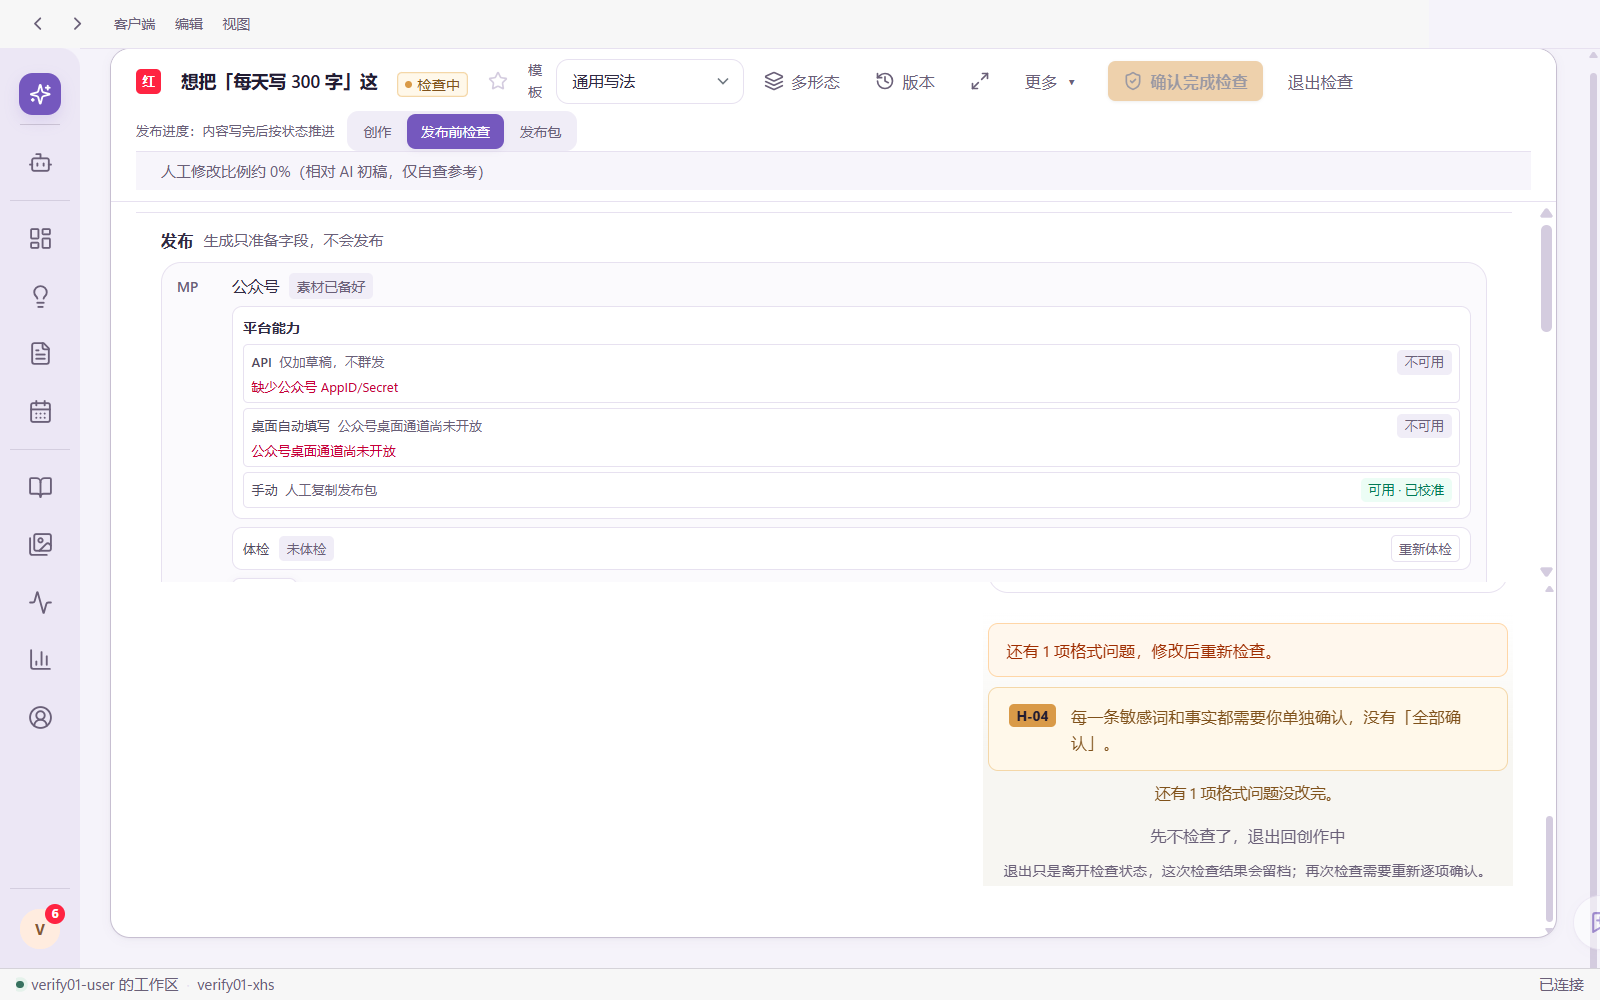 客户端 编辑 视图
红 想把「每天写 300 字」这 检查中 模板 通用写法 多形态 版本 更多 确认完成检查 退出检查
发布进度：内容写完后按状态推进 创作 发布前检查 发布包
人工修改比例约 0%（相对 AI 初稿，仅自查参考）
发布 生成只准备字段，不会发布
MP 公众号 素材已备好
平台能力
API 仅加草稿，不群发 不可用
缺少公众号 AppID/Secret
桌面自动填写 公众号桌面通道尚未开放 不可用
公众号桌面通道尚未开放
手动 人工复制发布包 可用 · 已校准
体检 未体检 重新体检
还有 1 项格式问题，修改后重新检查。
H-04 每一条敏感词和事实都需要你单独确认，没有「全部确
认」。
还有 1 项格式问题没改完。
先不检查了，退出回创作中
退出只是离开检查状态，这次检查结果会留档；再次检查需要重新逐项确认。
V 6
verify01-user 的工作区 · verify01-xhs 已连接